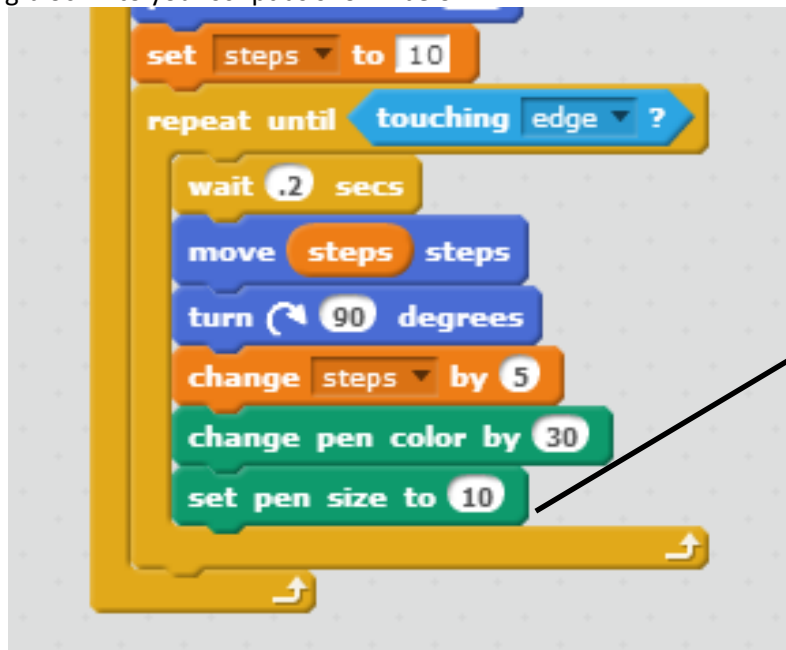 set steps to 10
repeat until touching edge ?
wait .2 secs
move steps steps
turn 90 degrees
change steps by 5
change pen color by 30
set pen size to 10